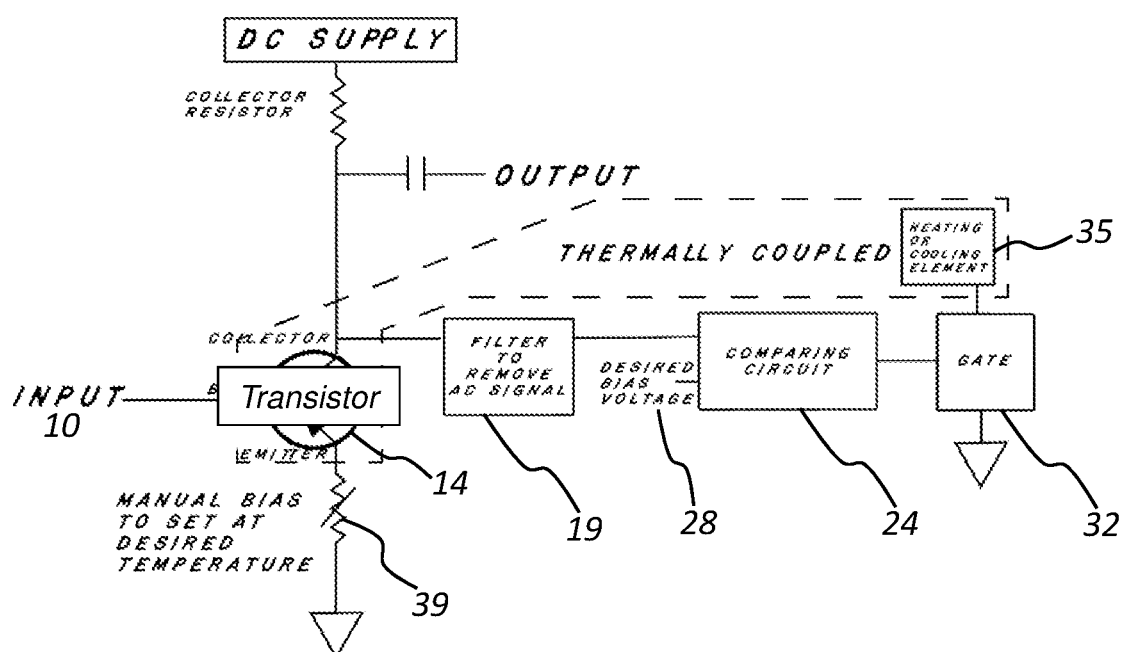 DC SUPPLY
COLLECTOR
RESISTOR
OUTPUT
HEATING
OR
COOLING
ELEMENT
35
THERMALLY COUPLED
COLLECTOR
FILTER
TO
REMOVE
AC SIGNAL
DESIRED
BIAS
VOLTAGE
COMPARING
CIRCUIT
GATE
INPUT
10
B
Transistor
EMITTER
14
19
28
24
32
MANUAL BIAS
TO SET AT
DESIRED
TEMPERATURE
39